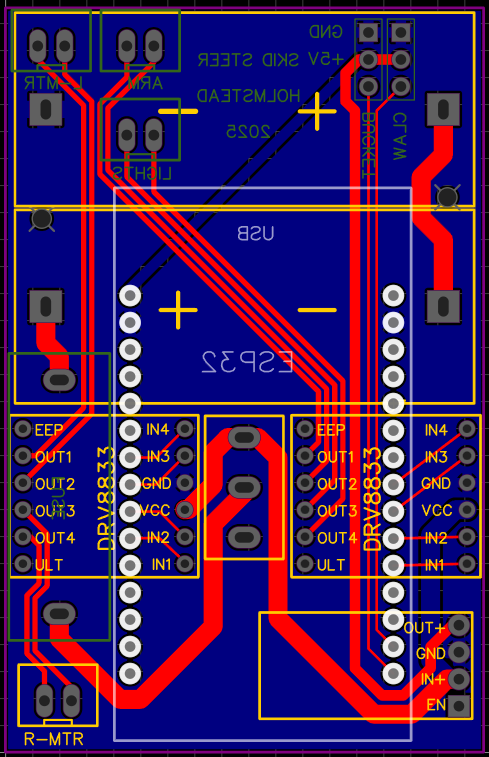 GND
+5V SKID STEER
L-MTR
ARM
HOLMSTEAD
2025
BUCKET
CLAW
LIGHTS
USB
ESP32
EEP
OUT1
OUT2
OUT3
OUT4
ULT
FUSE
DRV8833
IN4
IN3
GND
VCC
IN2
IN1
EEP
OUT1
OUT2
OUT3
OUT4
ULT
DRV8833
IN4
IN3
GND
VCC
IN2
IN1
OUT+
GND
IN+
EN
R-MTR